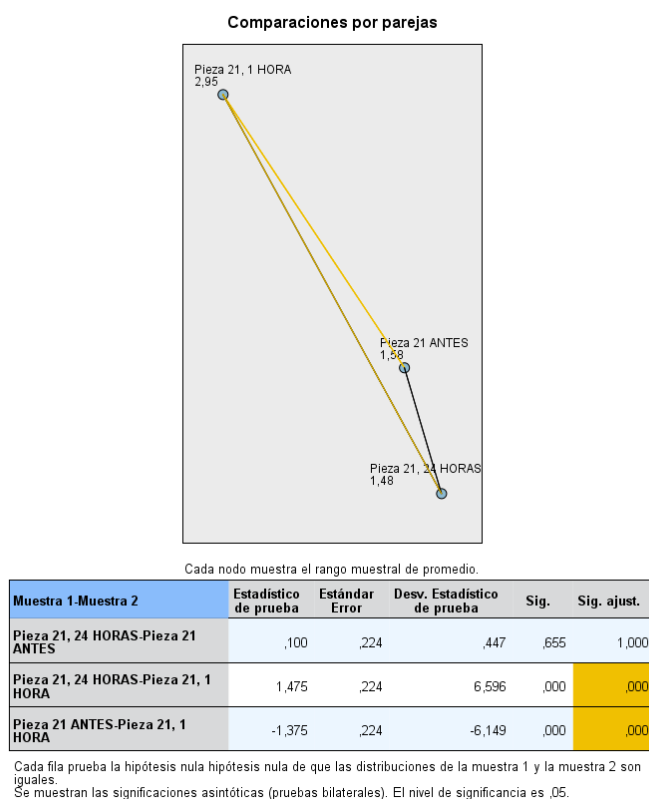 Comparaciones por parejas
Pieza 21, 1 HORA
2,95
Pieza 21 ANTES
1,58
Pieza 21, 24 HORAS
1,48
Cada nodo muestra el rango muestral de promedio.
Muestra 1-Muestra 2 Estadístico de prueba Estándar Error Desv. Estadístico de prueba Sig. Sig. ajust.
Pieza 21, 24 HORAS-Pieza 21 ANTES ,100 ,224 ,447 ,655 1,000
Pieza 21, 24 HORAS-Pieza 21, 1 HORA 1,475 ,224 6,596 ,000 ,000
Pieza 21 ANTES-Pieza 21, 1 HORA -1,375 ,224 -6,149 ,000 ,000
Cada fila prueba la hipótesis nula hipótesis nula de que las distribuciones de la muestra 1 y la muestra 2 son
iguales.
Se muestran las significaciones asintóticas (pruebas bilaterales). El nivel de significancia es ,05.